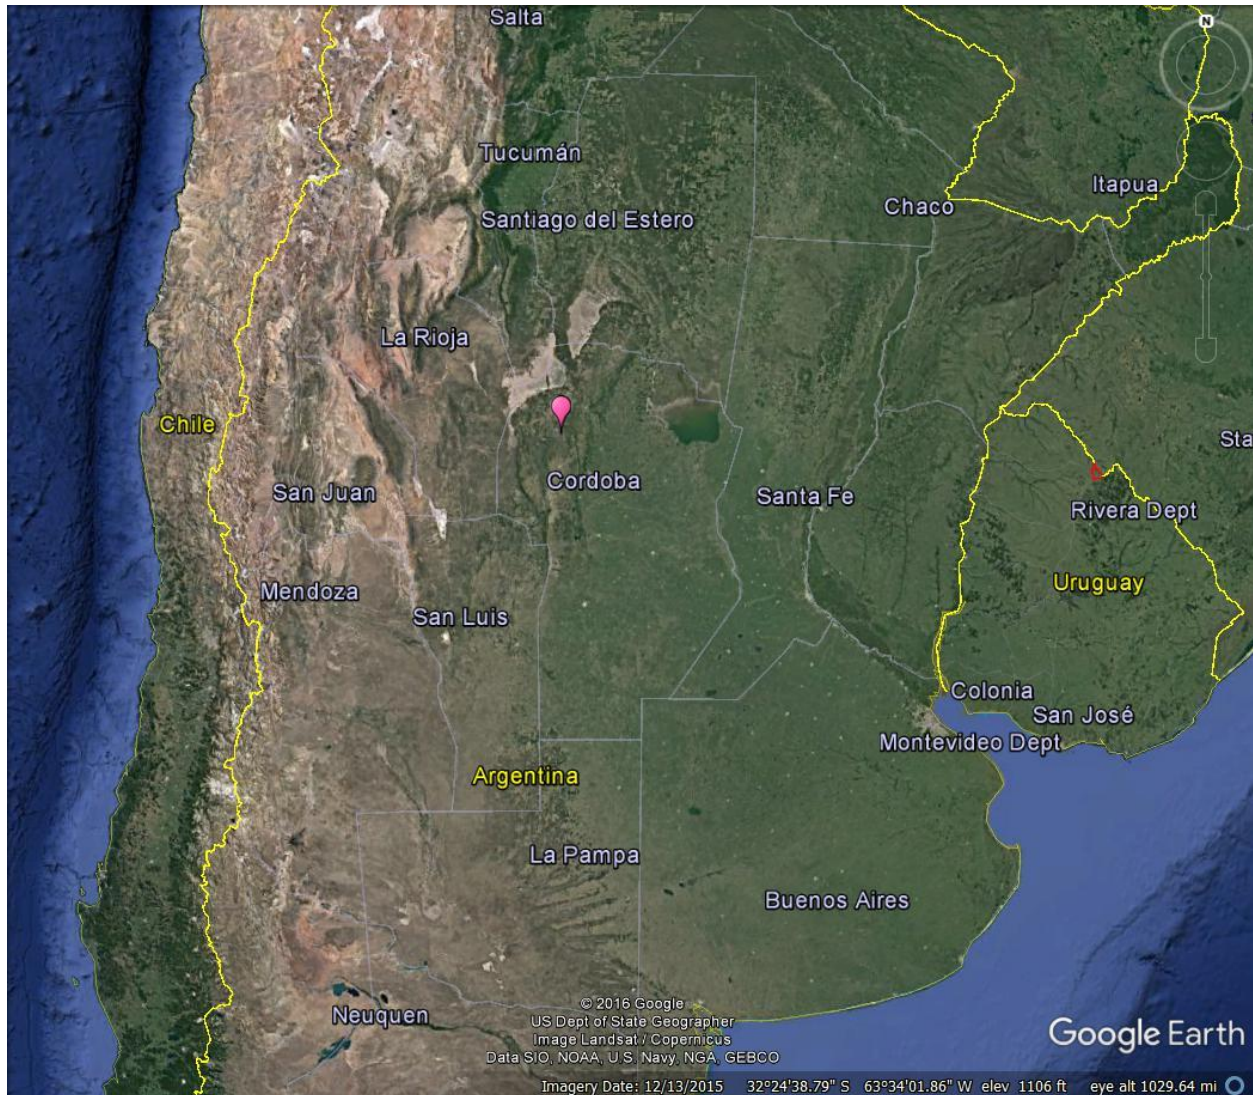 Salta
N
Tucumán
Itapua
Chaco
Santiago del Estero
La Rioja
Chile
Sta
Cordoba
San Juan
Santa Fe
Rivera Dept
Mendoza
Uruguay
San Luis
Colonia
San José
Montevideo Dept
Argentina
La Pampa
Buenos Aires
© 2016 Google
US Dept of State Geographer
Image Landsat / Copernicus
Data SIO, NOAA, U.S. Navy, NGA, GEBCO
Neuquen
Google Earth
Imagery Date: 12/13/2015 32°24'38.79" S 63°34'01.86" W elev 1106 ft eye alt 1029.64 mi